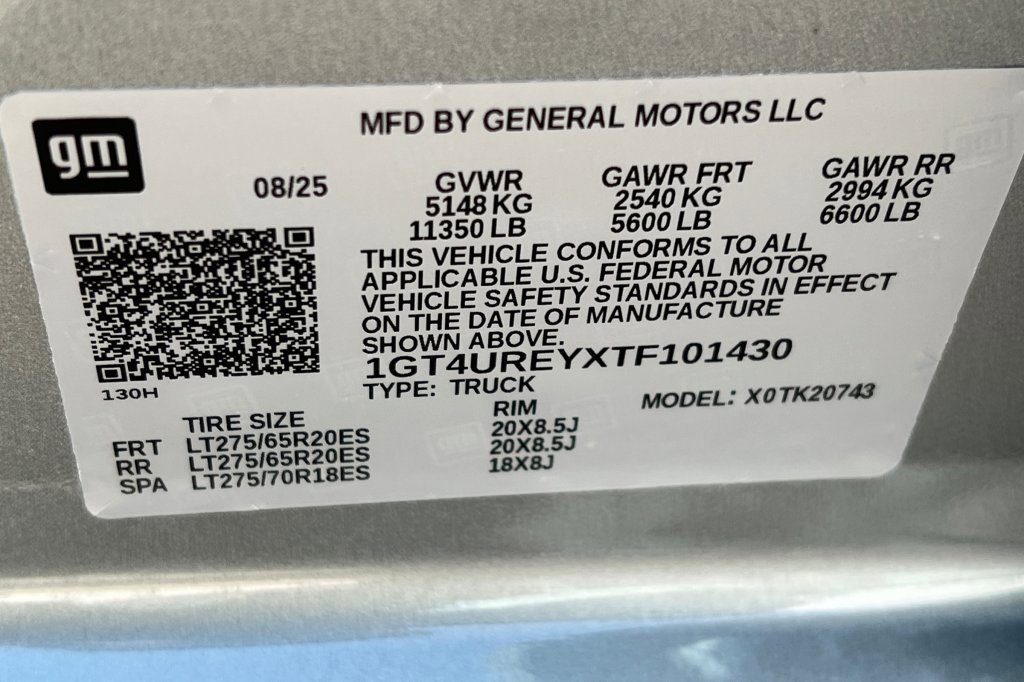 gm
MFD BY GENERAL MOTORS LLC
08/25
GVWR GAWR FRT GAWR RR
5148 KG 2540 KG 2994 KG
11350 LB 5600 LB 6600 LB
THIS VEHICLE CONFORMS TO ALL
APPLICABLE U.S. FEDERAL MOTOR
VEHICLE SAFETY STANDARDS IN EFFECT
ON THE DATE OF MANUFACTURE
SHOWN ABOVE.
1GT4UREYXTF101430
130H
TYPE: TRUCK MODEL: X0TK20743
TIRE SIZE RIM
FRT LT275/65R20ES 20X8.5J
RR LT275/65R20ES 20X8.5J
SPA LT275/70R18ES 18X8J